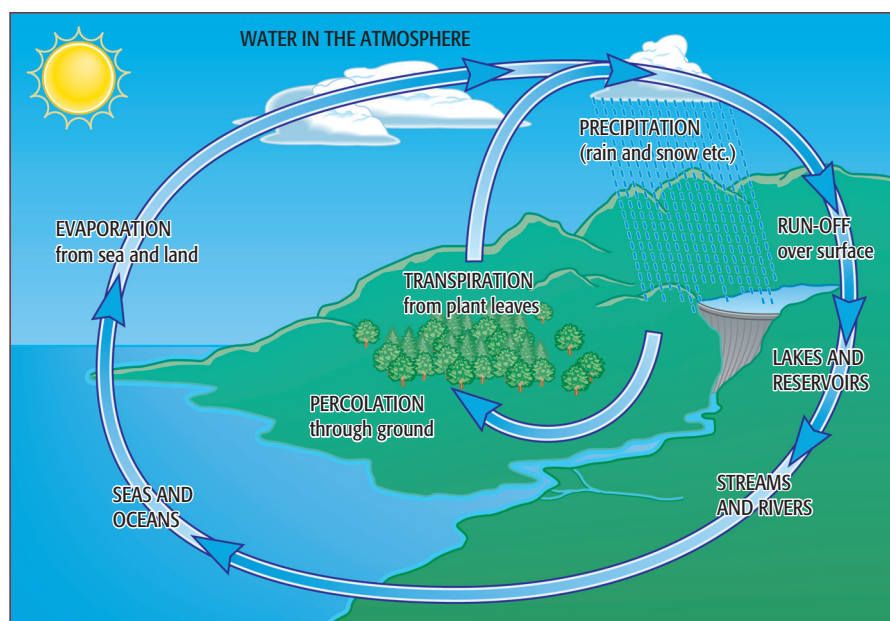 WATER IN THE ATMOSPHERE
PRECIPITATION
(rain and snow etc.)
EVAPORATION
from sea and land
RUN-OFF
over surface
TRANSPIRATION
from plant leaves
LAKES AND
RESERVOIRS
PERCOLATION
through ground
STREAMS
AND RIVERS
SEAS AND
OCEANS